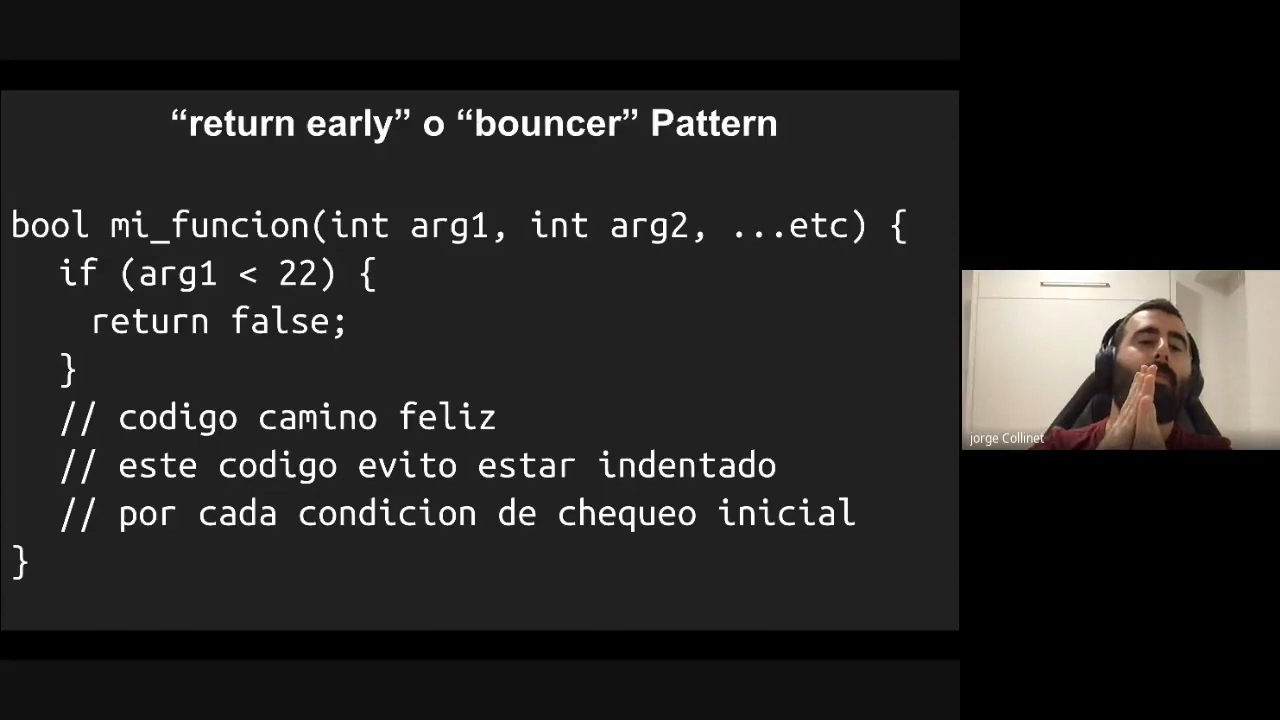 “return early” o “bouncer” Pattern
bool mi_funcion(int arg1, int arg2, ...etc) {
if (arg1 < 22) {
return false;
}
// codigo camino feliz
// este codigo evito estar indentado
// por cada condicion de chequeo inicial
}
jorge Collinet